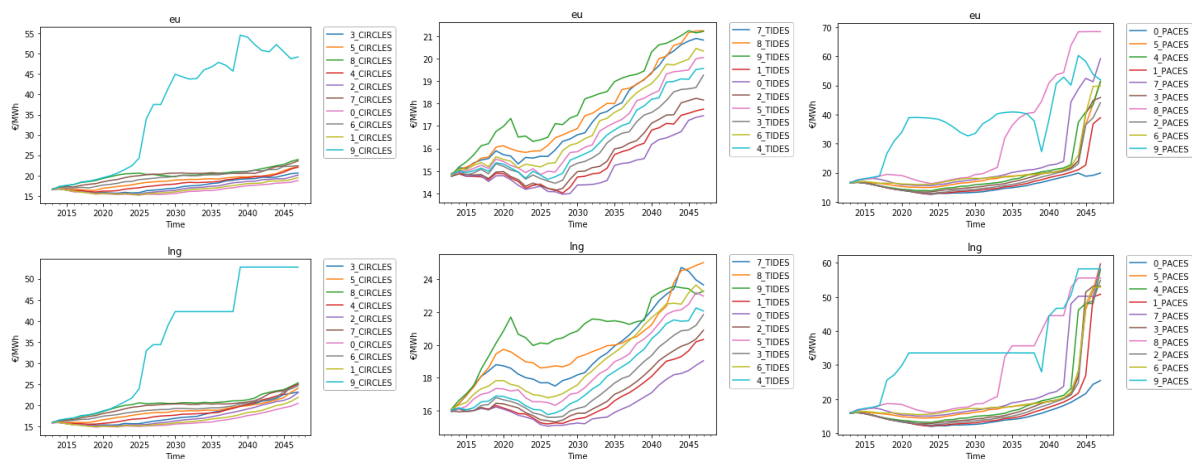 eu
€/MWh
55
50
45
40
35
30
25
20
15
2015
2020
2025
2030
2035
2040
2045
Time
3_CIRCLES
5_CIRCLES
8_CIRCLES
4_CIRCLES
2_CIRCLES
7_CIRCLES
0_CIRCLES
6_CIRCLES
1_CIRCLES
9_CIRCLES
eu
€/MWh
21
20
19
18
17
16
15
14
2015
2020
2025
2030
2035
2040
2045
Time
7_TIDES
8_TIDES
9_TIDES
1_TIDES
0_TIDES
2_TIDES
5_TIDES
3_TIDES
6_TIDES
4_TIDES
eu
€/MWh
70
60
50
40
30
20
10
2015
2020
2025
2030
2035
2040
2045
Time
0_PACES
5_PACES
4_PACES
1_PACES
7_PACES
3_PACES
8_PACES
2_PACES
6_PACES
9_PACES
lng
€/MWh
50
45
40
35
30
25
20
15
2015
2020
2025
2030
2035
2040
2045
Time
3_CIRCLES
5_CIRCLES
8_CIRCLES
4_CIRCLES
2_CIRCLES
7_CIRCLES
0_CIRCLES
6_CIRCLES
1_CIRCLES
9_CIRCLES
lng
€/MWh
24
22
20
18
16
2015
2020
2025
2030
2035
2040
2045
Time
7_TIDES
8_TIDES
9_TIDES
1_TIDES
0_TIDES
2_TIDES
5_TIDES
3_TIDES
6_TIDES
4_TIDES
lng
€/MWh
60
50
40
30
20
10
2015
2020
2025
2030
2035
2040
2045
Time
0_PACES
5_PACES
4_PACES
1_PACES
7_PACES
3_PACES
8_PACES
2_PACES
6_PACES
9_PACES